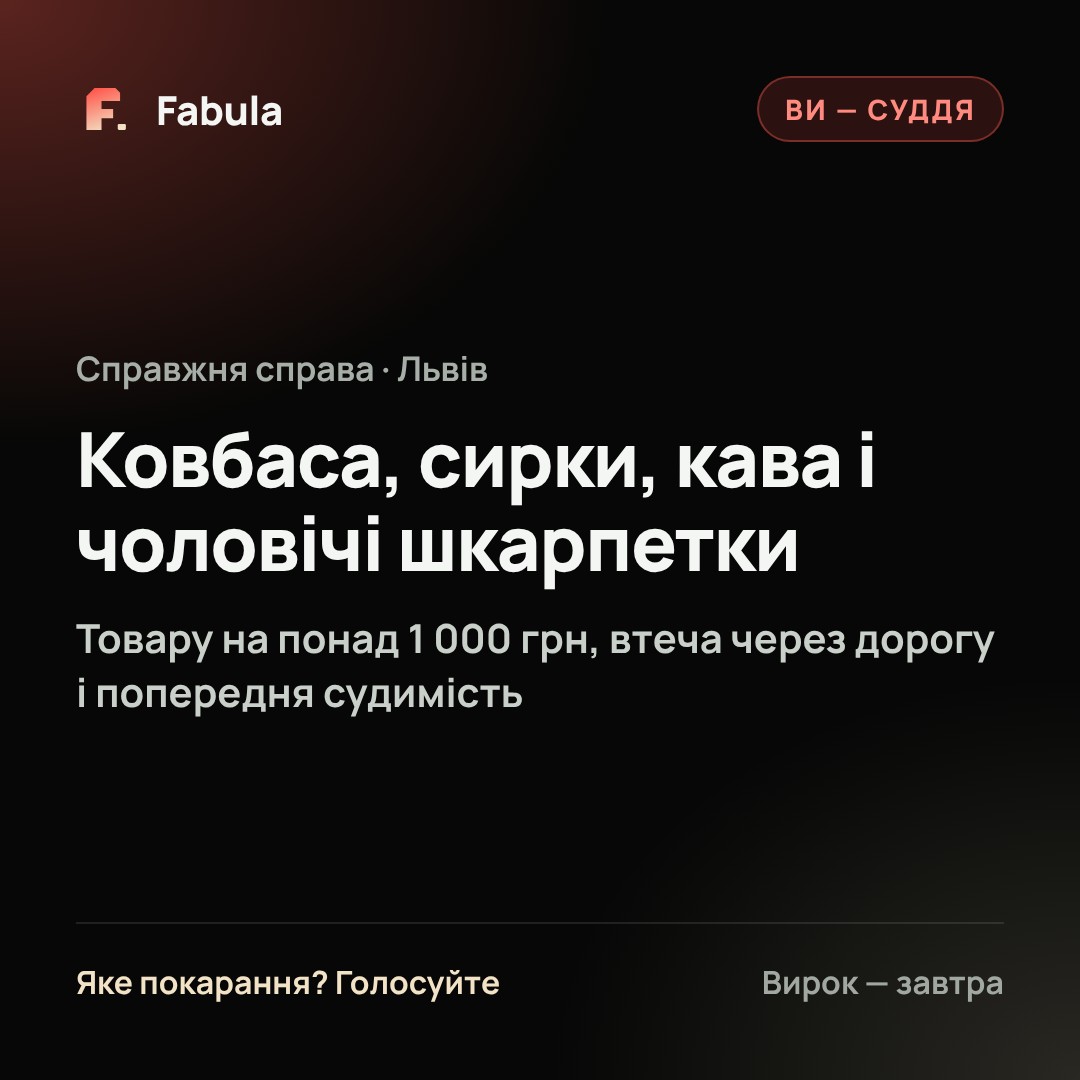 F.
Fabula
ВИ — СУДДЯ
Справжня справа · Львів
Ковбаса, сирки, кава і
чоловічі шкарпетки
Товару на понад 1 000 грн, втеча через дорогу
і попередня судимість
Яке покарання? Голосуйте
Вирок — завтра